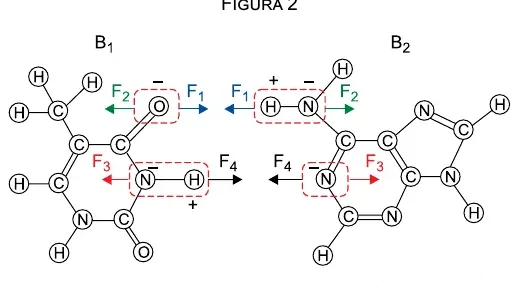 FIGURA 2
B₁ B₂
H H H
H F₂ − F₁ F₁ + − F₂ H
H C O H N N C
C C C C
F₃ − F₄ F₄ − F₃
H C N H N C N
+
N C C N H
H O H